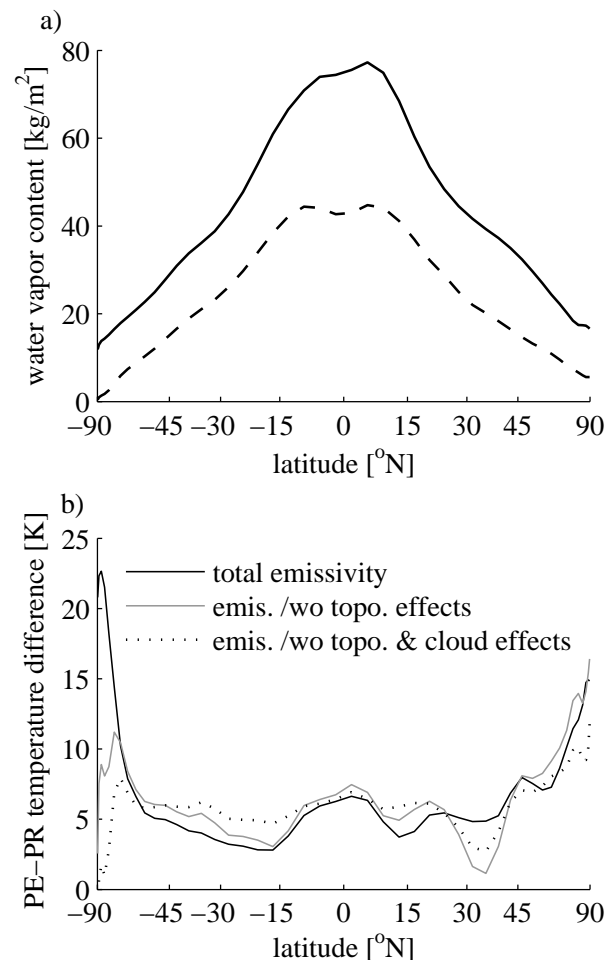 a)
water vapor content [kg/m²]
80
60
40
20
0
−90 −45 −30 −15 0 15 30 45 90
latitude [°N]
b)
PE−PR temperature difference [K]
25
20
15
10
5
0
total emissivity
emis. /wo topo. effects
emis. /wo topo. & cloud effects
−90 −45 −30 −15 0 15 30 45 90
latitude [°N]